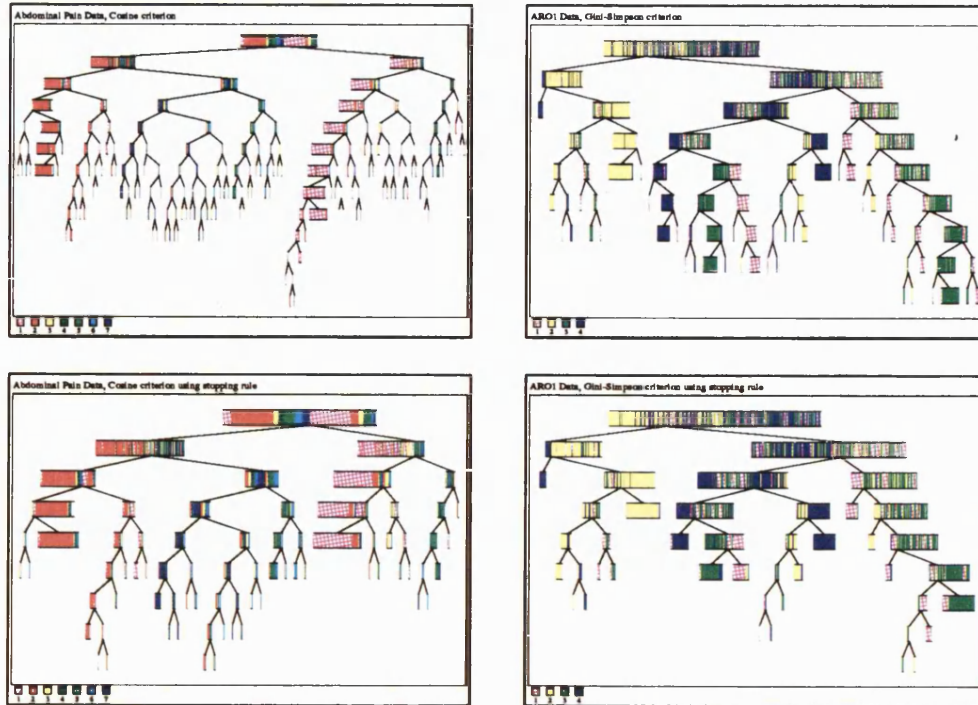 Abdominal Pain Data, Cosine criterion
ARO1 Data, Gini-Simpson criterion
1 2 3 4 5 6 7
1 2 3 4
Abdominal Pain Data, Cosine criterion using stopping rule
ARO1 Data, Gini-Simpson criterion using stopping rule
1 2 3 4 5 6 7
1 2 3 4